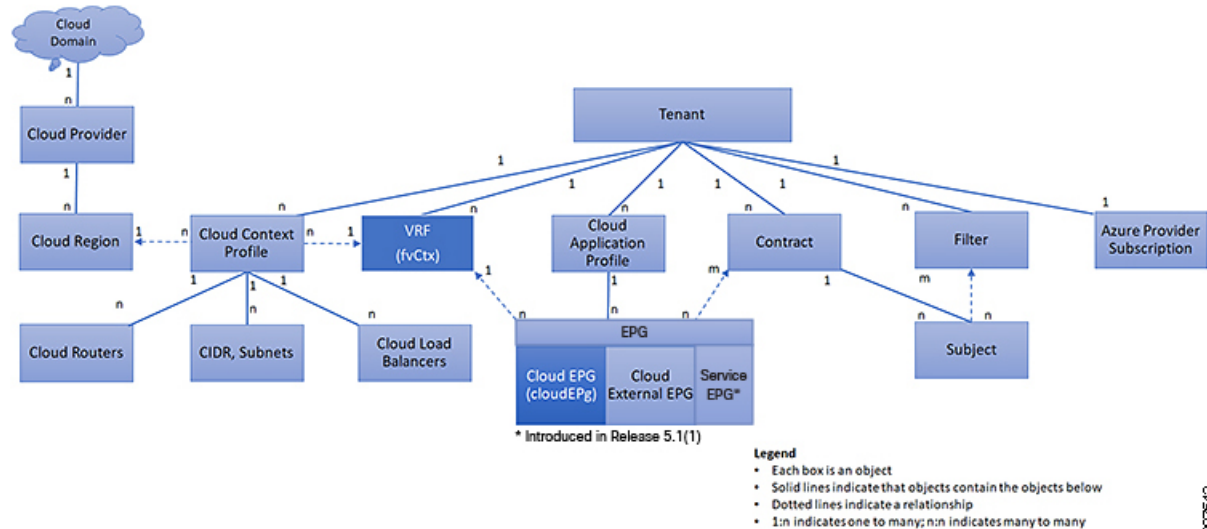 Cloud
Domain
1
n
Cloud Provider
Tenant
1
n
1
1
1
1
1
1
n
n
n
n
n
1
Cloud Region
1
n
Cloud Context
Profile
n
1
VRF
(fvCtx)
Cloud
Application
Profile
Contract
Filter
Azure Provider
Subscription
1
1
1
1
1
m
1
m
n
n
n
n
n
n
n
n
Cloud Routers
CIDR, Subnets
Cloud Load
Balancers
EPG
Subject
Cloud EPG
(cloudEPg)
Cloud
External EPG
Service
EPG*
* Introduced in Release 5.1(1)
Legend
• Each box is an object
• Solid lines indicate that objects contain the objects below
• Dotted lines indicate a relationship
• 1:n indicates one to many; n:n indicates many to many